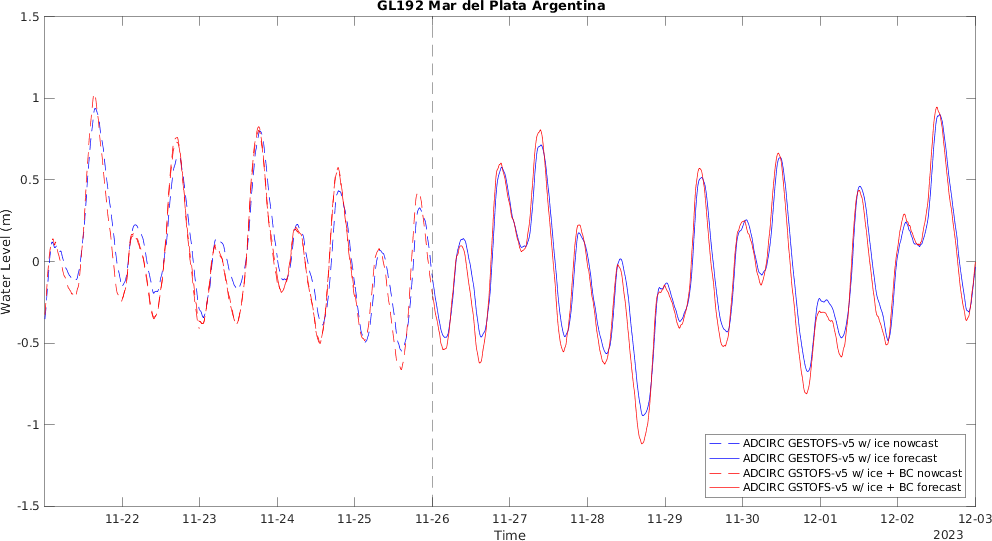 GL192 Mar del Plata Argentina
1.5
1
0.5
0
-0.5
-1
-1.5
Water Level (m)
11-22
11-23
11-24
11-25
11-26
11-27
11-28
11-29
11-30
12-01
12-02
12-03
Time
2023
ADCIRC GESTOFS-v5 w/ ice nowcast
ADCIRC GESTOFS-v5 w/ ice forecast
ADCIRC GSTOFS-v5 w/ ice + BC nowcast
ADCIRC GSTOFS-v5 w/ ice + BC forecast